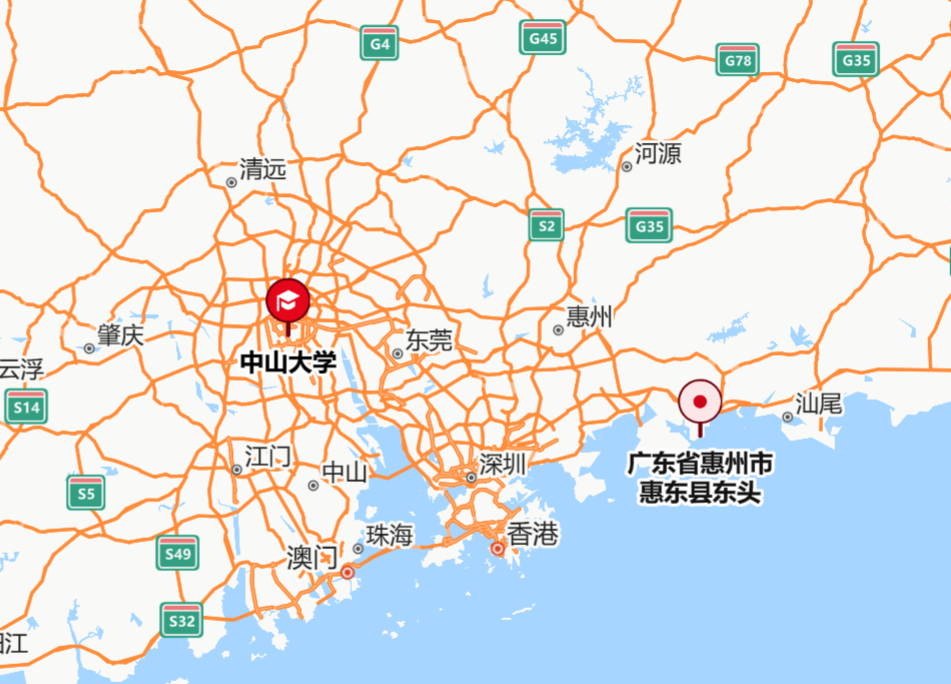 G4
G45
G78
G35
清远
河源
S2
G35
肇庆
惠州
东莞
中山大学
云浮
S14
汕尾
江门
中山
深圳
广东省惠州市
惠东县东头
S5
珠海
香港
S49
澳门
S32
江